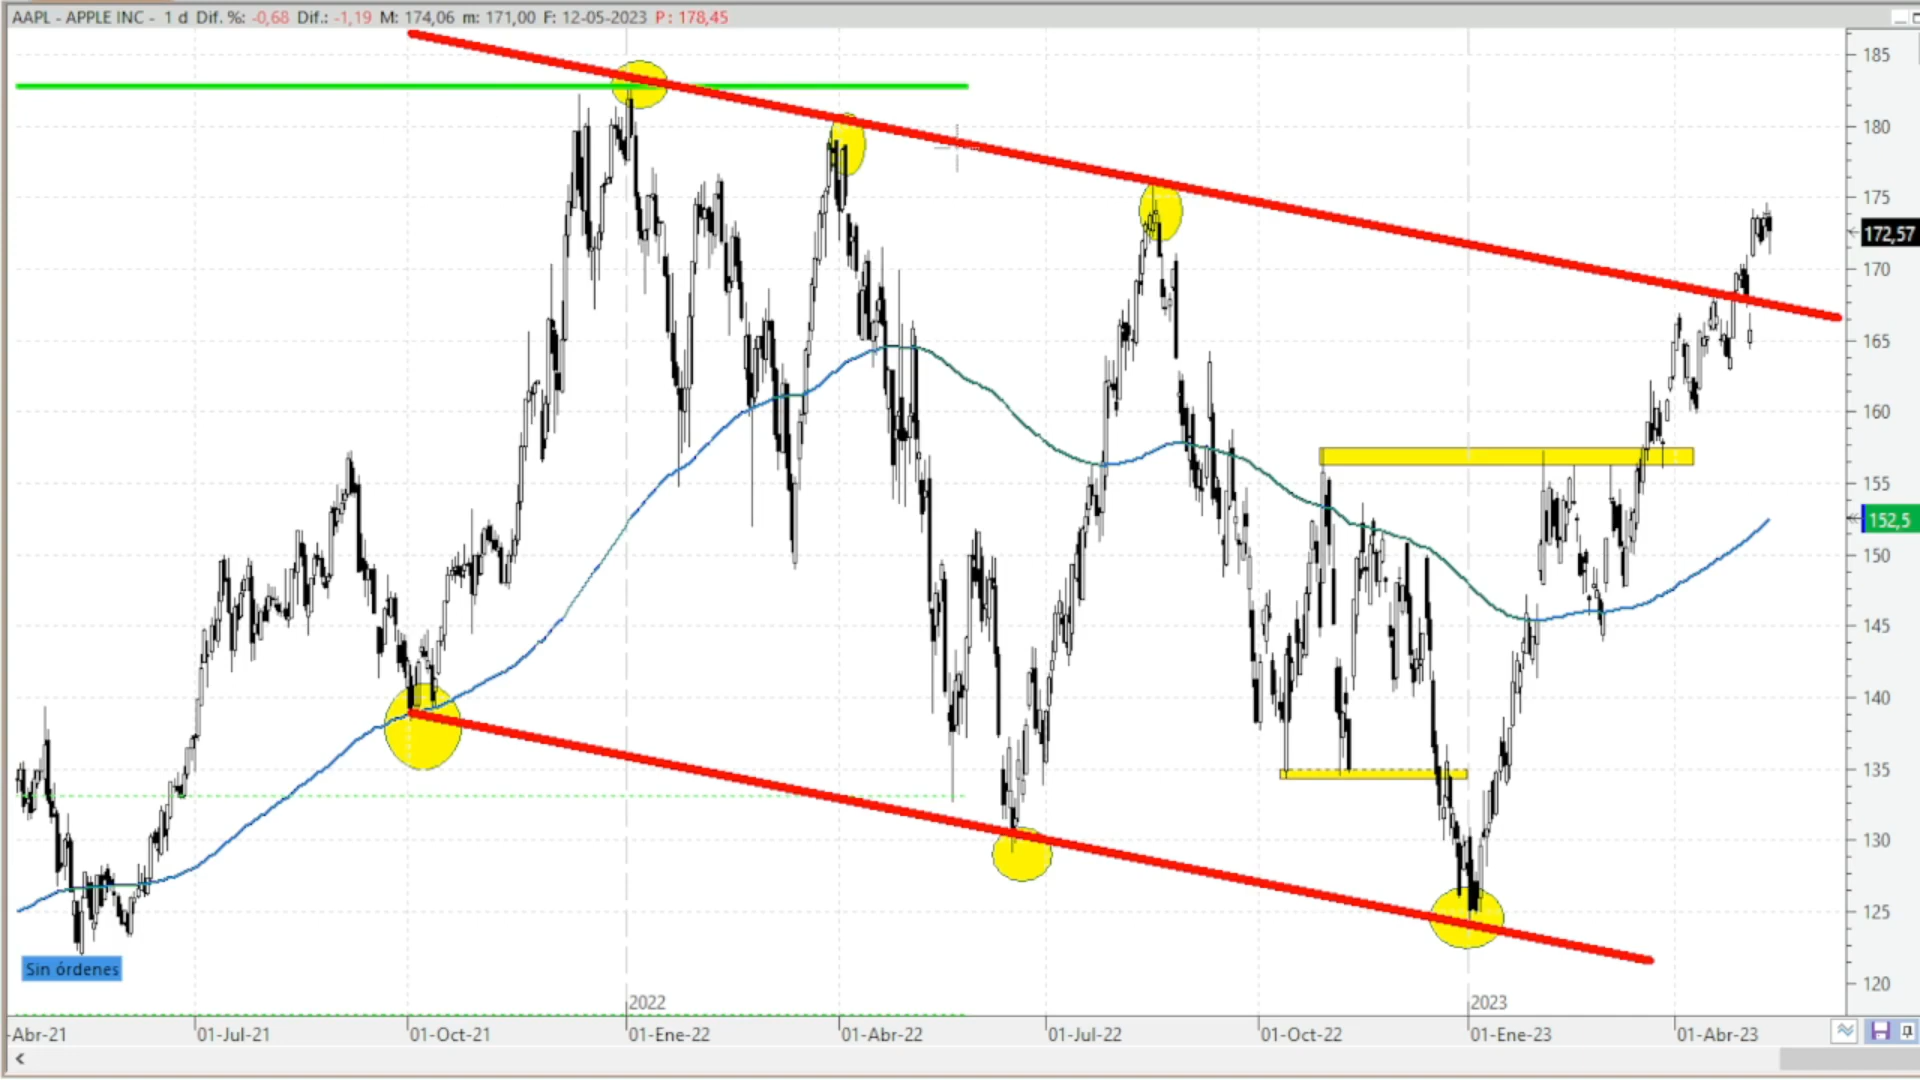 AAPL - APPLE INC - 1 d Dif. %: -0,68 Dif.: -1,19 M: 174,06 m: 171,00 F: 12-05-2023 P: 178,45
185
180
175
172,57
170
165
160
155
152,5
150
145
140
135
130
125
120
Sin órdenes
2022
2023
-Abr-21
01-Jul-21
01-Oct-21
01-Ene-22
01-Abr-22
01-Jul-22
01-Oct-22
01-Ene-23
01-Abr-23